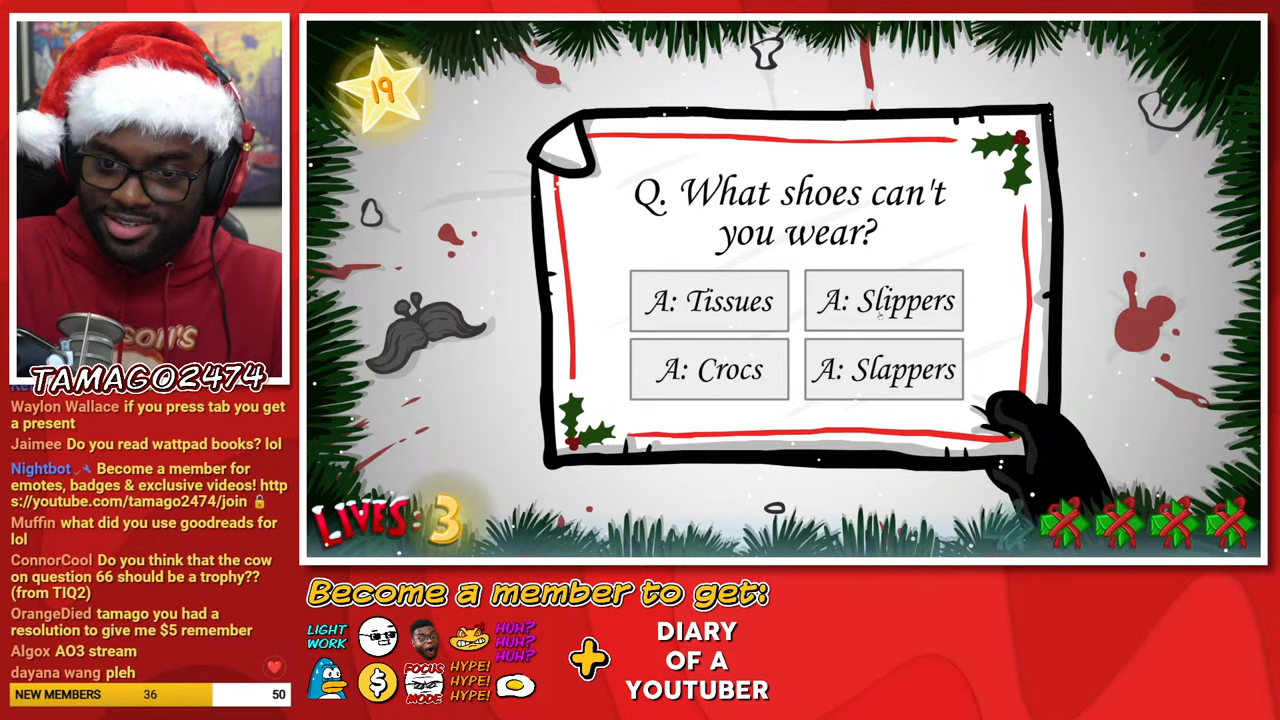 19
Q. What shoes can't
you wear?
A: Tissues
A: Slippers
A: Crocs
A: Slappers
LIVES: 3
TAMAGO2474
Waylon Wallace if you press tab you get
a present
Jaimee Do you read wattpad books? lol
Nightbot Become a member for
emotes, badges & exclusive videos! http
s://youtube.com/tamago2474/join
Muffin what did you use goodreads for
lol
ConnorCool Do you think that the cow
on question 66 should be a trophy??
(from TIQ2)
OrangeDied tamago you had a
resolution to give me $5 remember
Algox AO3 stream
dayana wang pleh
NEW MEMBERS 36 50
Become a member to get:
LIGHT
WORK
HUH?
HUH?
HUH?
FOCUS
MODE
HYPE!
HYPE!
HYPE!
$
+
DIARY
OF A
YOUTUBER